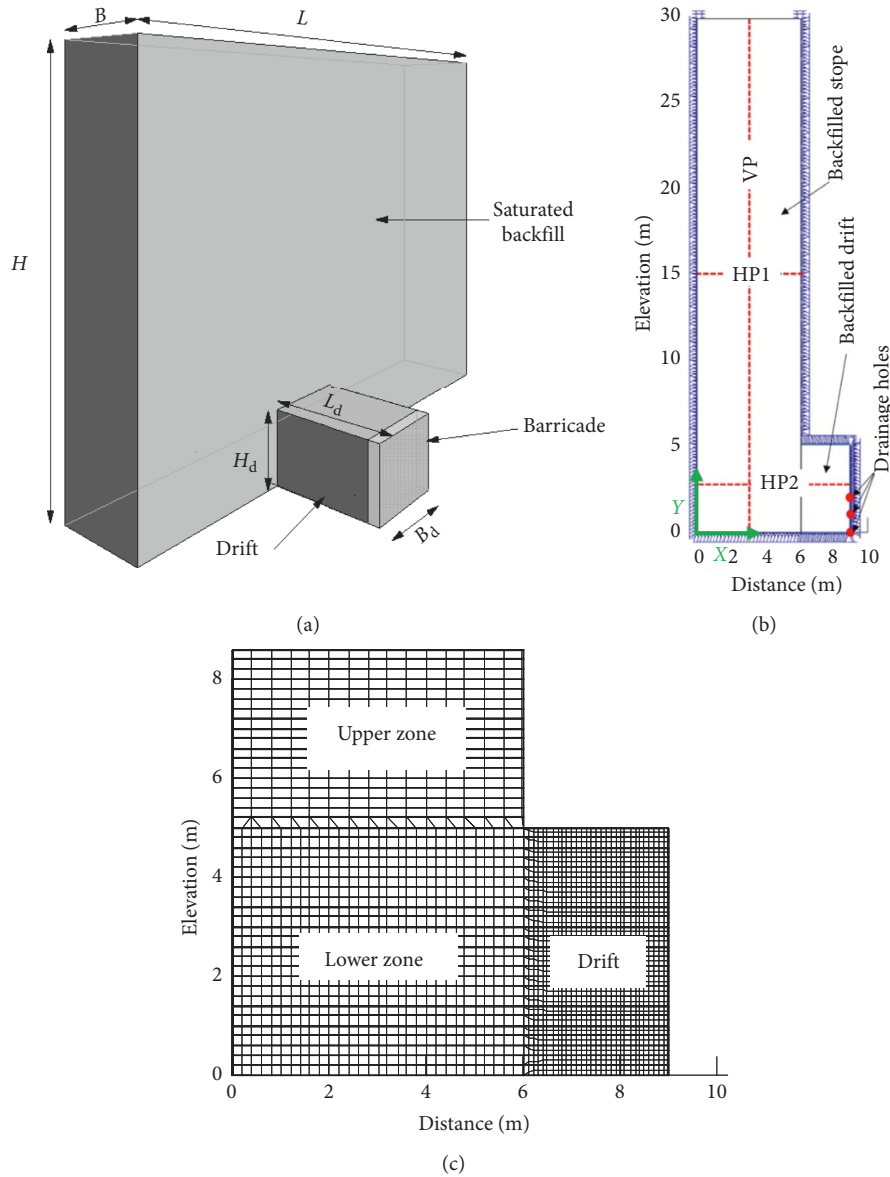 B
L
H
Saturated
backfill
L_d
H_d
Barricade
Drift
B_d
(a)
30
25
20
15
10
5
0
Elevation (m)
VP
HP1
HP2
Backfilled stope
Backfilled drift
Drainage holes
Y
X
0 2 4 6 8 10
Distance (m)
(b)
8
6
4
2
0
Elevation (m)
Upper zone
Lower zone
Drift
0 2 4 6 8 10
Distance (m)
(c)